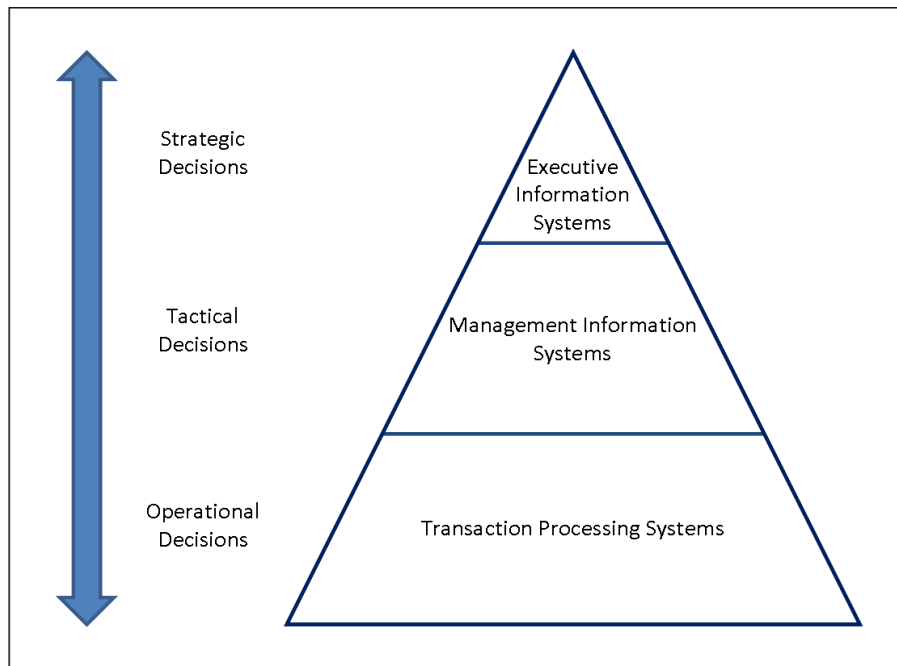 Strategic
Decisions
Executive
Information
Systems
Tactical
Decisions
Management Information
Systems
Operational
Decisions
Transaction Processing Systems